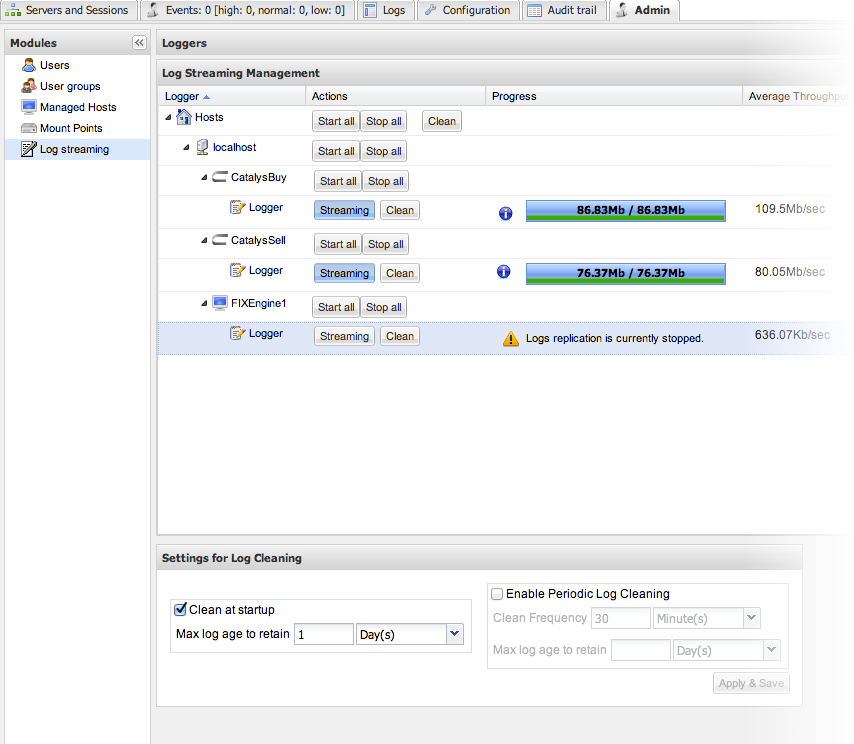 Servers and Sessions Events: 0 [high: 0, normal: 0, low: 0] Logs Configuration Audit trail Admin
Modules
Users
User groups
Managed Hosts
Mount Points
Log streaming
Loggers
Log Streaming Management
Logger Actions Progress Average Throughput
Hosts Start all Stop all Clean
localhost Start all Stop all
CatalysBuy Start all Stop all
Logger Streaming Clean 86.83Mb / 86.83Mb 109.5Mb/sec
CatalysSell Start all Stop all
Logger Streaming Clean 76.37Mb / 76.37Mb 80.05Mb/sec
FIXEngine1 Start all Stop all
Logger Streaming Clean Logs replication is currently stopped. 636.07Kb/sec
Settings for Log Cleaning
Clean at startup
Max log age to retain 1 Day(s)
Enable Periodic Log Cleaning
Clean Frequency 30 Minute(s)
Max log age to retain Day(s)
Apply & Save